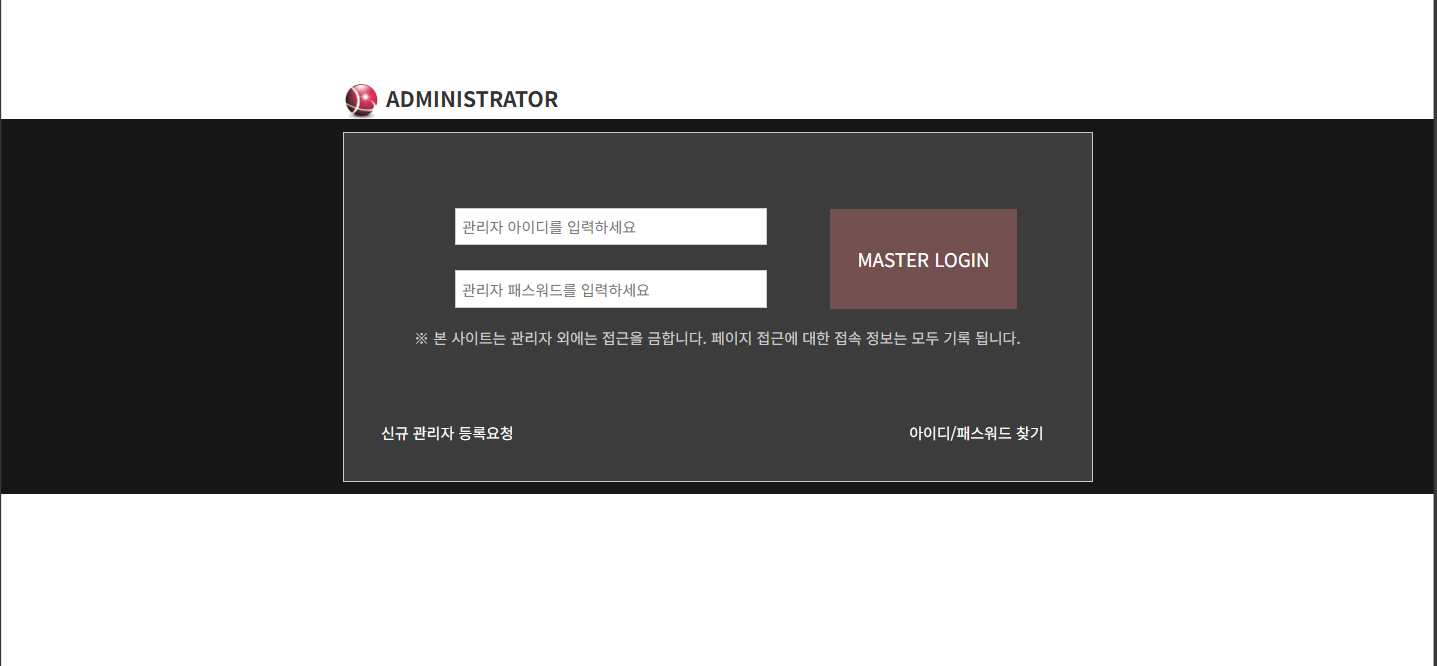 ADMINISTRATOR
관리자 아이디를 입력하세요
MASTER LOGIN
관리자 패스워드를 입력하세요
※ 본 사이트는 관리자 외에는 접근을 금합니다. 페이지 접근에 대한 접속 정보는 모두 기록 됩니다.
신규 관리자 등록요청
아이디/패스워드 찾기